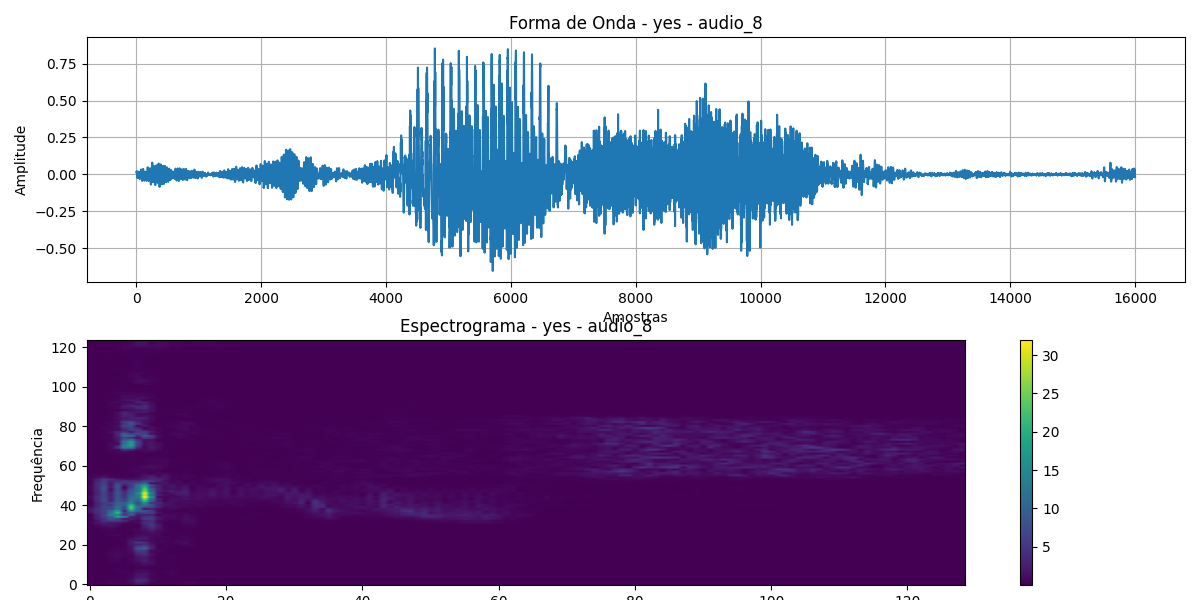 Forma de Onda - yes - audio_8
Amplitude
0.75
0.50
0.25
0.00
−0.25
−0.50
0 2000 4000 6000 8000 10000 12000 14000 16000
Amostras
Espectrograma - yes - audio_8
Frequência
120
100
80
60
40
20
0
0 20 40 60 80 100 120
30
25
20
15
10
5